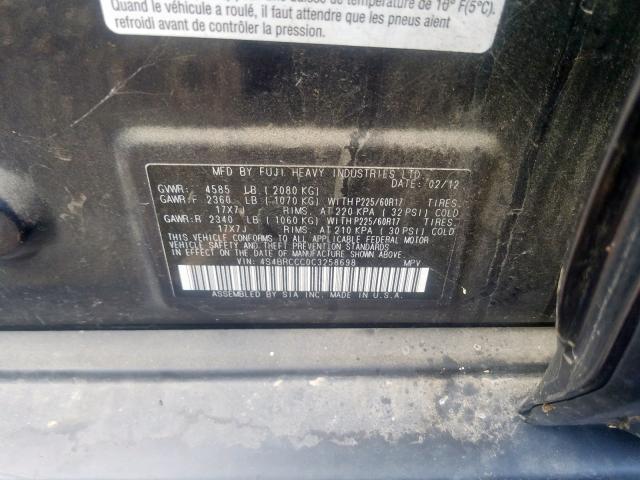 de température de 10° F(5°C).
Quand le véhicule a roulé, il faut attendre que les pneus aient
refroidi avant de contrôler la pression.
MFD BY FUJI HEAVY INDUSTRIES LTD.
DATE: 02/12
GVWR: 4585 LB (2080 KG)
GAWR:F 2360 LB (1070 KG) WITH P225/60R17 TIRES,
17X7J RIMS, AT 220 KPA (32 PSI) COLD
GAWR:R 2340 LB (1060 KG) WITH P225/60R17 TIRES,
17X7J RIMS, AT 210 KPA (30 PSI) COLD
THIS VEHICLE CONFORMS TO ALL APPLICABLE FEDERAL MOTOR
VEHICLE SAFETY AND THEFT PREVENTION STANDARDS
IN EFFECT ON THE DATE OF MANUFACTURE SHOWN ABOVE.
VIN: 4S4BRCCC0C3258698 MPV
ASSEMBLED BY SIA INC. MADE IN U.S.A.